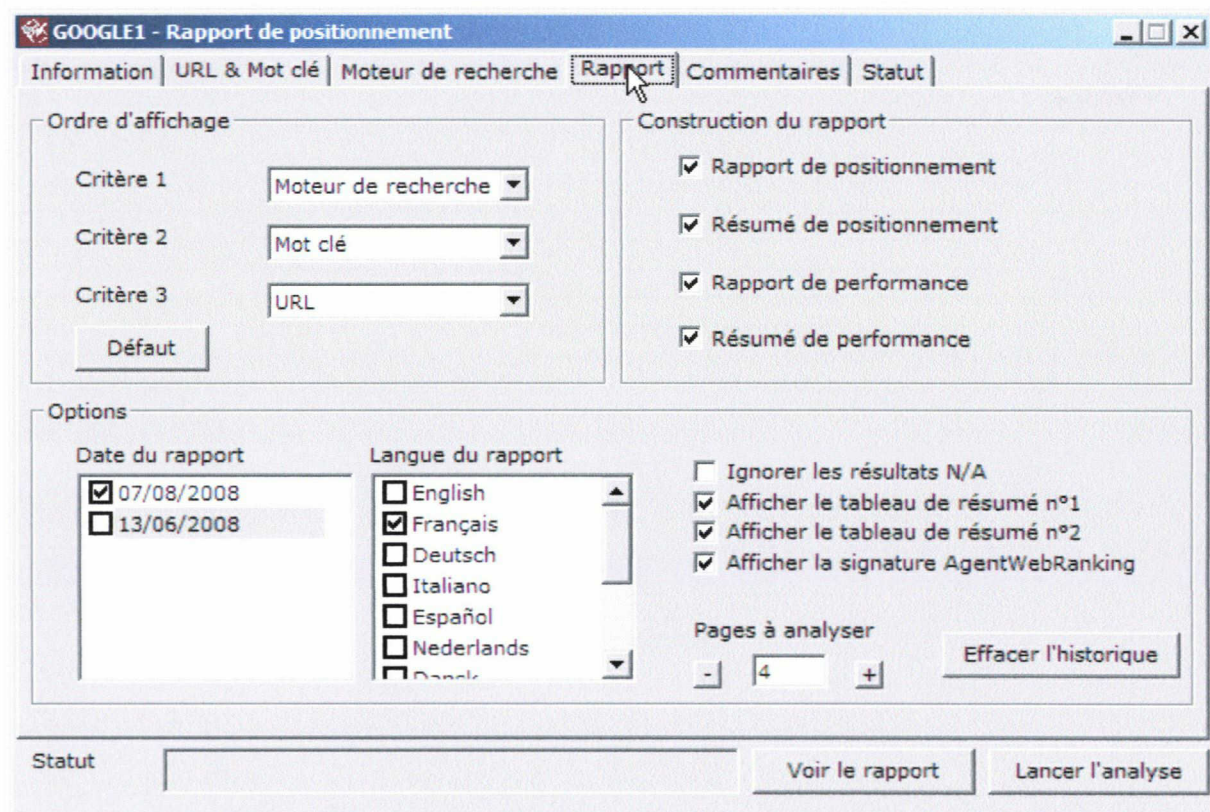 GOOGLE1 - Rapport de positionnement
Information URL & Mot clé Moteur de recherche Rapport Commentaires Statut
Ordre d'affichage
Critère 1 Moteur de recherche
Critère 2 Mot clé
Critère 3 URL
Défaut
Construction du rapport
Rapport de positionnement
Résumé de positionnement
Rapport de performance
Résumé de performance
Options
Date du rapport
07/08/2008
13/06/2008
Langue du rapport
English
Français
Deutsch
Italiano
Español
Nederlands
Dansk
Ignorer les résultats N/A
Afficher le tableau de résumé n°1
Afficher le tableau de résumé n°2
Afficher la signature AgentWebRanking
Pages à analyser
- 4 +
Effacer l'historique
Statut
Voir le rapport
Lancer l'analyse